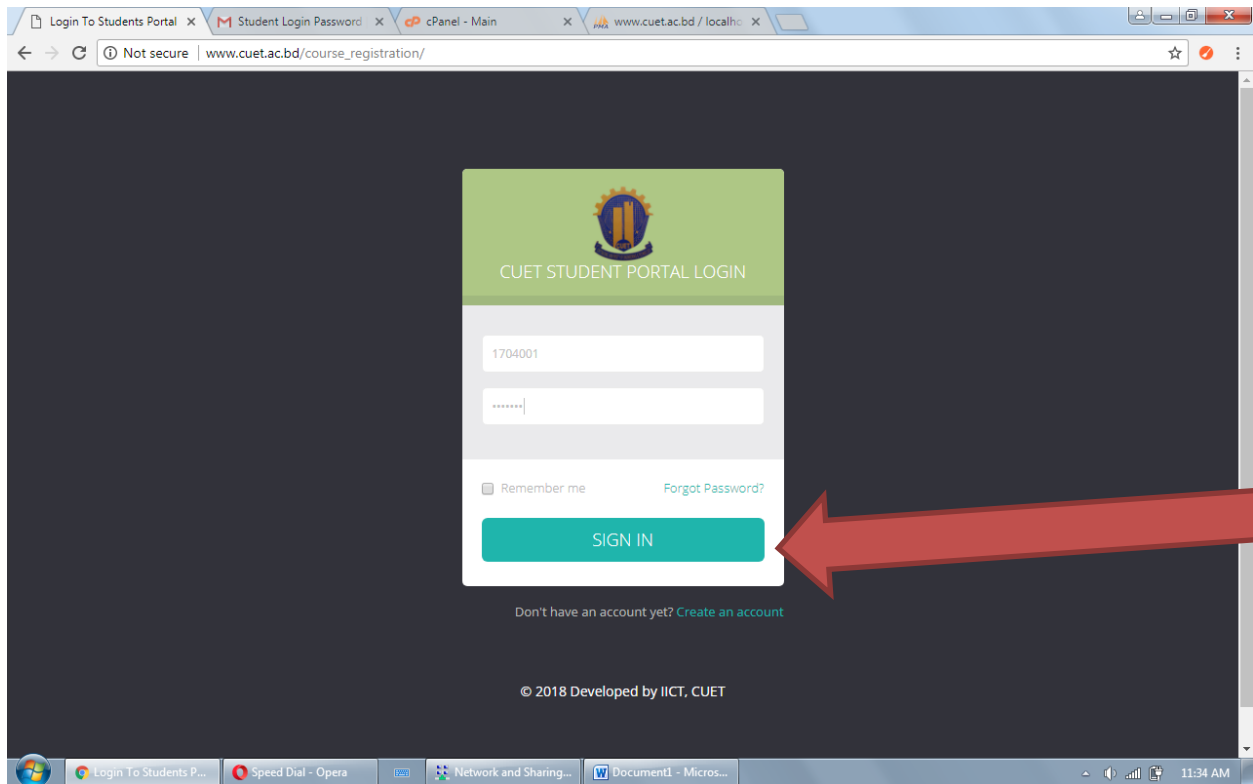 Login To Students Portal
Student Login Password
cPanel - Main
www.cuet.ac.bd / localho
Not secure | www.cuet.ac.bd/course_registration/
CUET STUDENT PORTAL LOGIN
1704001
•••••••
Remember me
Forgot Password?
SIGN IN
Don't have an account yet? Create an account
© 2018 Developed by IICT, CUET
Login To Students P...
Speed Dial - Opera
Network and Sharing...
Document1 - Micros...
11:34 AM